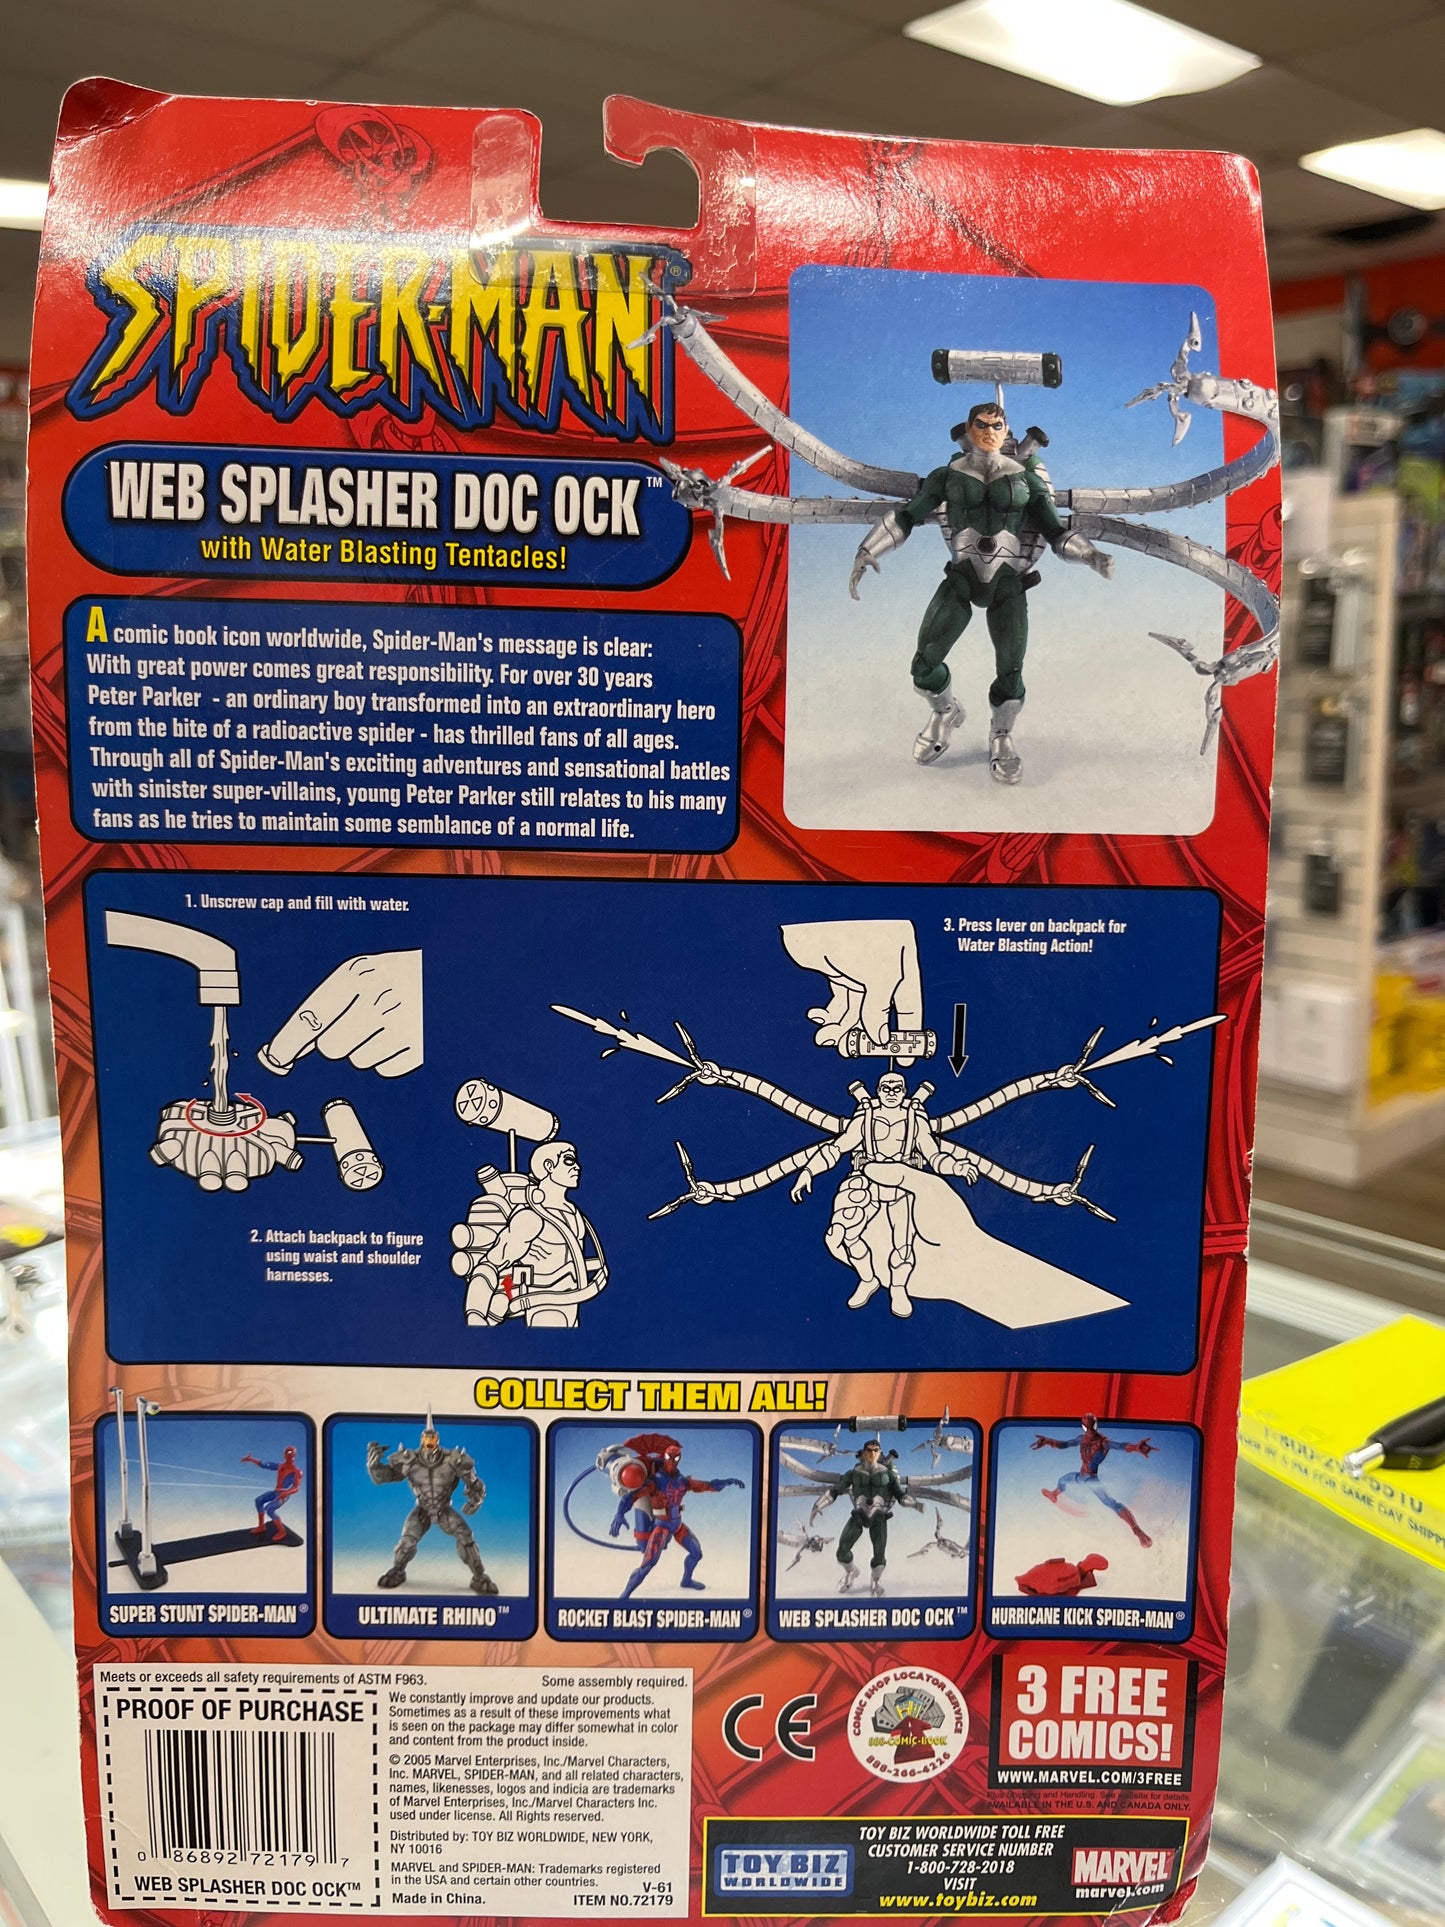 SPIDER-MAN®
WEB SPLASHER DOC OCK™
with Water Blasting Tentacles!
A comic book icon worldwide, Spider-Man's message is clear:
With great power comes great responsibility. For over 30 years
Peter Parker - an ordinary boy transformed into an extraordinary hero
from the bite of a radioactive spider - has thrilled fans of all ages.
Through all of Spider-Man's exciting adventures and sensational battles
with sinister super-villains, young Peter Parker still relates to his many
fans as he tries to maintain some semblance of a normal life.
1. Unscrew cap and fill with water.
3. Press lever on backpack for
Water Blasting Action!
2. Attach backpack to figure
using waist and shoulder
harnesses.
COLLECT THEM ALL!
SUPER STUNT SPIDER-MAN®
ULTIMATE RHINO™
ROCKET BLAST SPIDER-MAN®
WEB SPLASHER DOC OCK™
HURRICANE KICK SPIDER-MAN®
Meets or exceeds all safety requirements of ASTM F963.
Some assembly required.
PROOF OF PURCHASE
0 86892 72179 7
WEB SPLASHER DOC OCK™
We constantly improve and update our products.
Sometimes as a result of these improvements what
is seen on the package may differ somewhat in color
and content from the product inside.
© 2005 Marvel Enterprises, Inc./Marvel Characters,
Inc. MARVEL, SPIDER-MAN, and all related characters,
names, likenesses, logos and indicia are trademarks
of Marvel Enterprises, Inc./Marvel Characters Inc.
used under license. All Rights reserved.
Distributed by: TOY BIZ WORLDWIDE, NEW YORK,
NY 10016
MARVEL and SPIDER-MAN: Trademarks registered
in the USA and certain other countries.
V-61
Made in China.
ITEM NO.72179
CE
COMIC SHOP LOCATOR SERVICE
888-COMIC-BOOK
888-266-4226
3 FREE
COMICS!
WWW.MARVEL.COM/3FREE
Plus Shipping and Handling. See website for details.
AVAILABLE IN THE U.S. AND CANADA ONLY.
TOY BIZ
WORLDWIDE
TOY BIZ WORLDWIDE TOLL FREE
CUSTOMER SERVICE NUMBER
1-800-728-2018
VISIT
www.toybiz.com
MARVEL
marvel.com
FOR SAME DAY